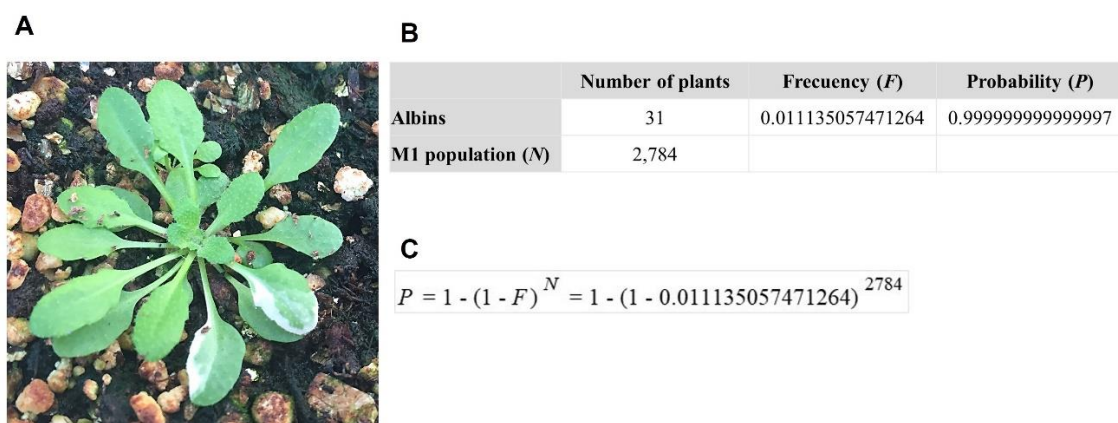 A
B
Number of plants Frecuency (F) Probability (P)
Albins 31 0.011135057471264 0.999999999999997
M1 population (N) 2,784
C
P = 1 - (1 - F)^N = 1 - (1 - 0.011135057471264)^2784